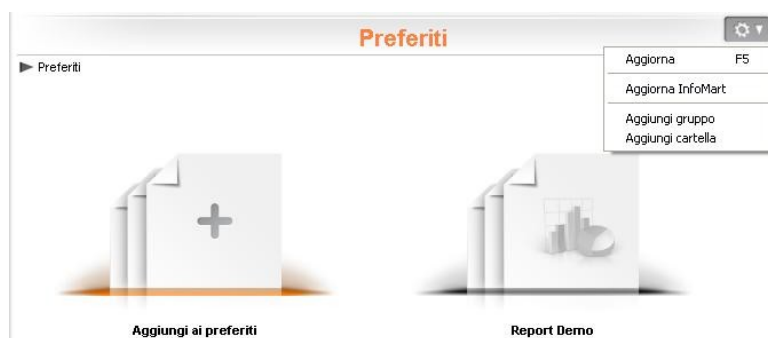 Preferiti
Preferiti
Aggiorna F5
Aggiorna InfoMart
Aggiungi gruppo
Aggiungi cartella
Aggiungi ai preferiti
Report Demo